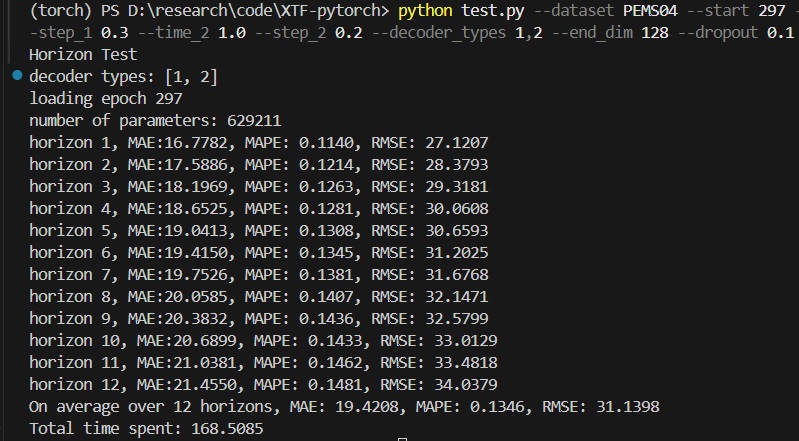 (torch) PS D:\research\code\XTF-pytorch> python test.py --dataset PEMS04 --start 297 -
-step_1 0.3 --time_2 1.0 --step_2 0.2 --decoder_types 1,2 --end_dim 128 --dropout 0.1
Horizon Test
decoder types: [1, 2]
loading epoch 297
number of parameters: 629211
horizon 1, MAE:16.7782, MAPE: 0.1140, RMSE: 27.1207
horizon 2, MAE:17.5886, MAPE: 0.1214, RMSE: 28.3793
horizon 3, MAE:18.1969, MAPE: 0.1263, RMSE: 29.3181
horizon 4, MAE:18.6525, MAPE: 0.1281, RMSE: 30.0608
horizon 5, MAE:19.0413, MAPE: 0.1308, RMSE: 30.6593
horizon 6, MAE:19.4150, MAPE: 0.1345, RMSE: 31.2025
horizon 7, MAE:19.7526, MAPE: 0.1381, RMSE: 31.6768
horizon 8, MAE:20.0585, MAPE: 0.1407, RMSE: 32.1471
horizon 9, MAE:20.3832, MAPE: 0.1436, RMSE: 32.5799
horizon 10, MAE:20.6899, MAPE: 0.1433, RMSE: 33.0129
horizon 11, MAE:21.0381, MAPE: 0.1462, RMSE: 33.4818
horizon 12, MAE:21.4550, MAPE: 0.1481, RMSE: 34.0379
On average over 12 horizons, MAE: 19.4208, MAPE: 0.1346, RMSE: 31.1398
Total time spent: 168.5085